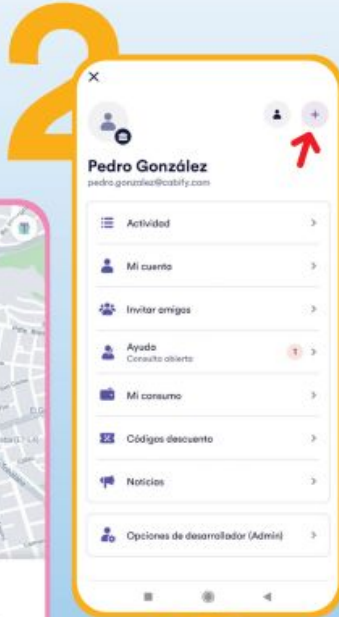 2
Pedro González
pedro.gonzalez@cabify.com
Actividad
Mi cuenta
Invitar amigos
Ayuda
Consulta abierta
1
Mi consumo
Códigos descuento
Noticias
Opciones de desarrollador (Admin)